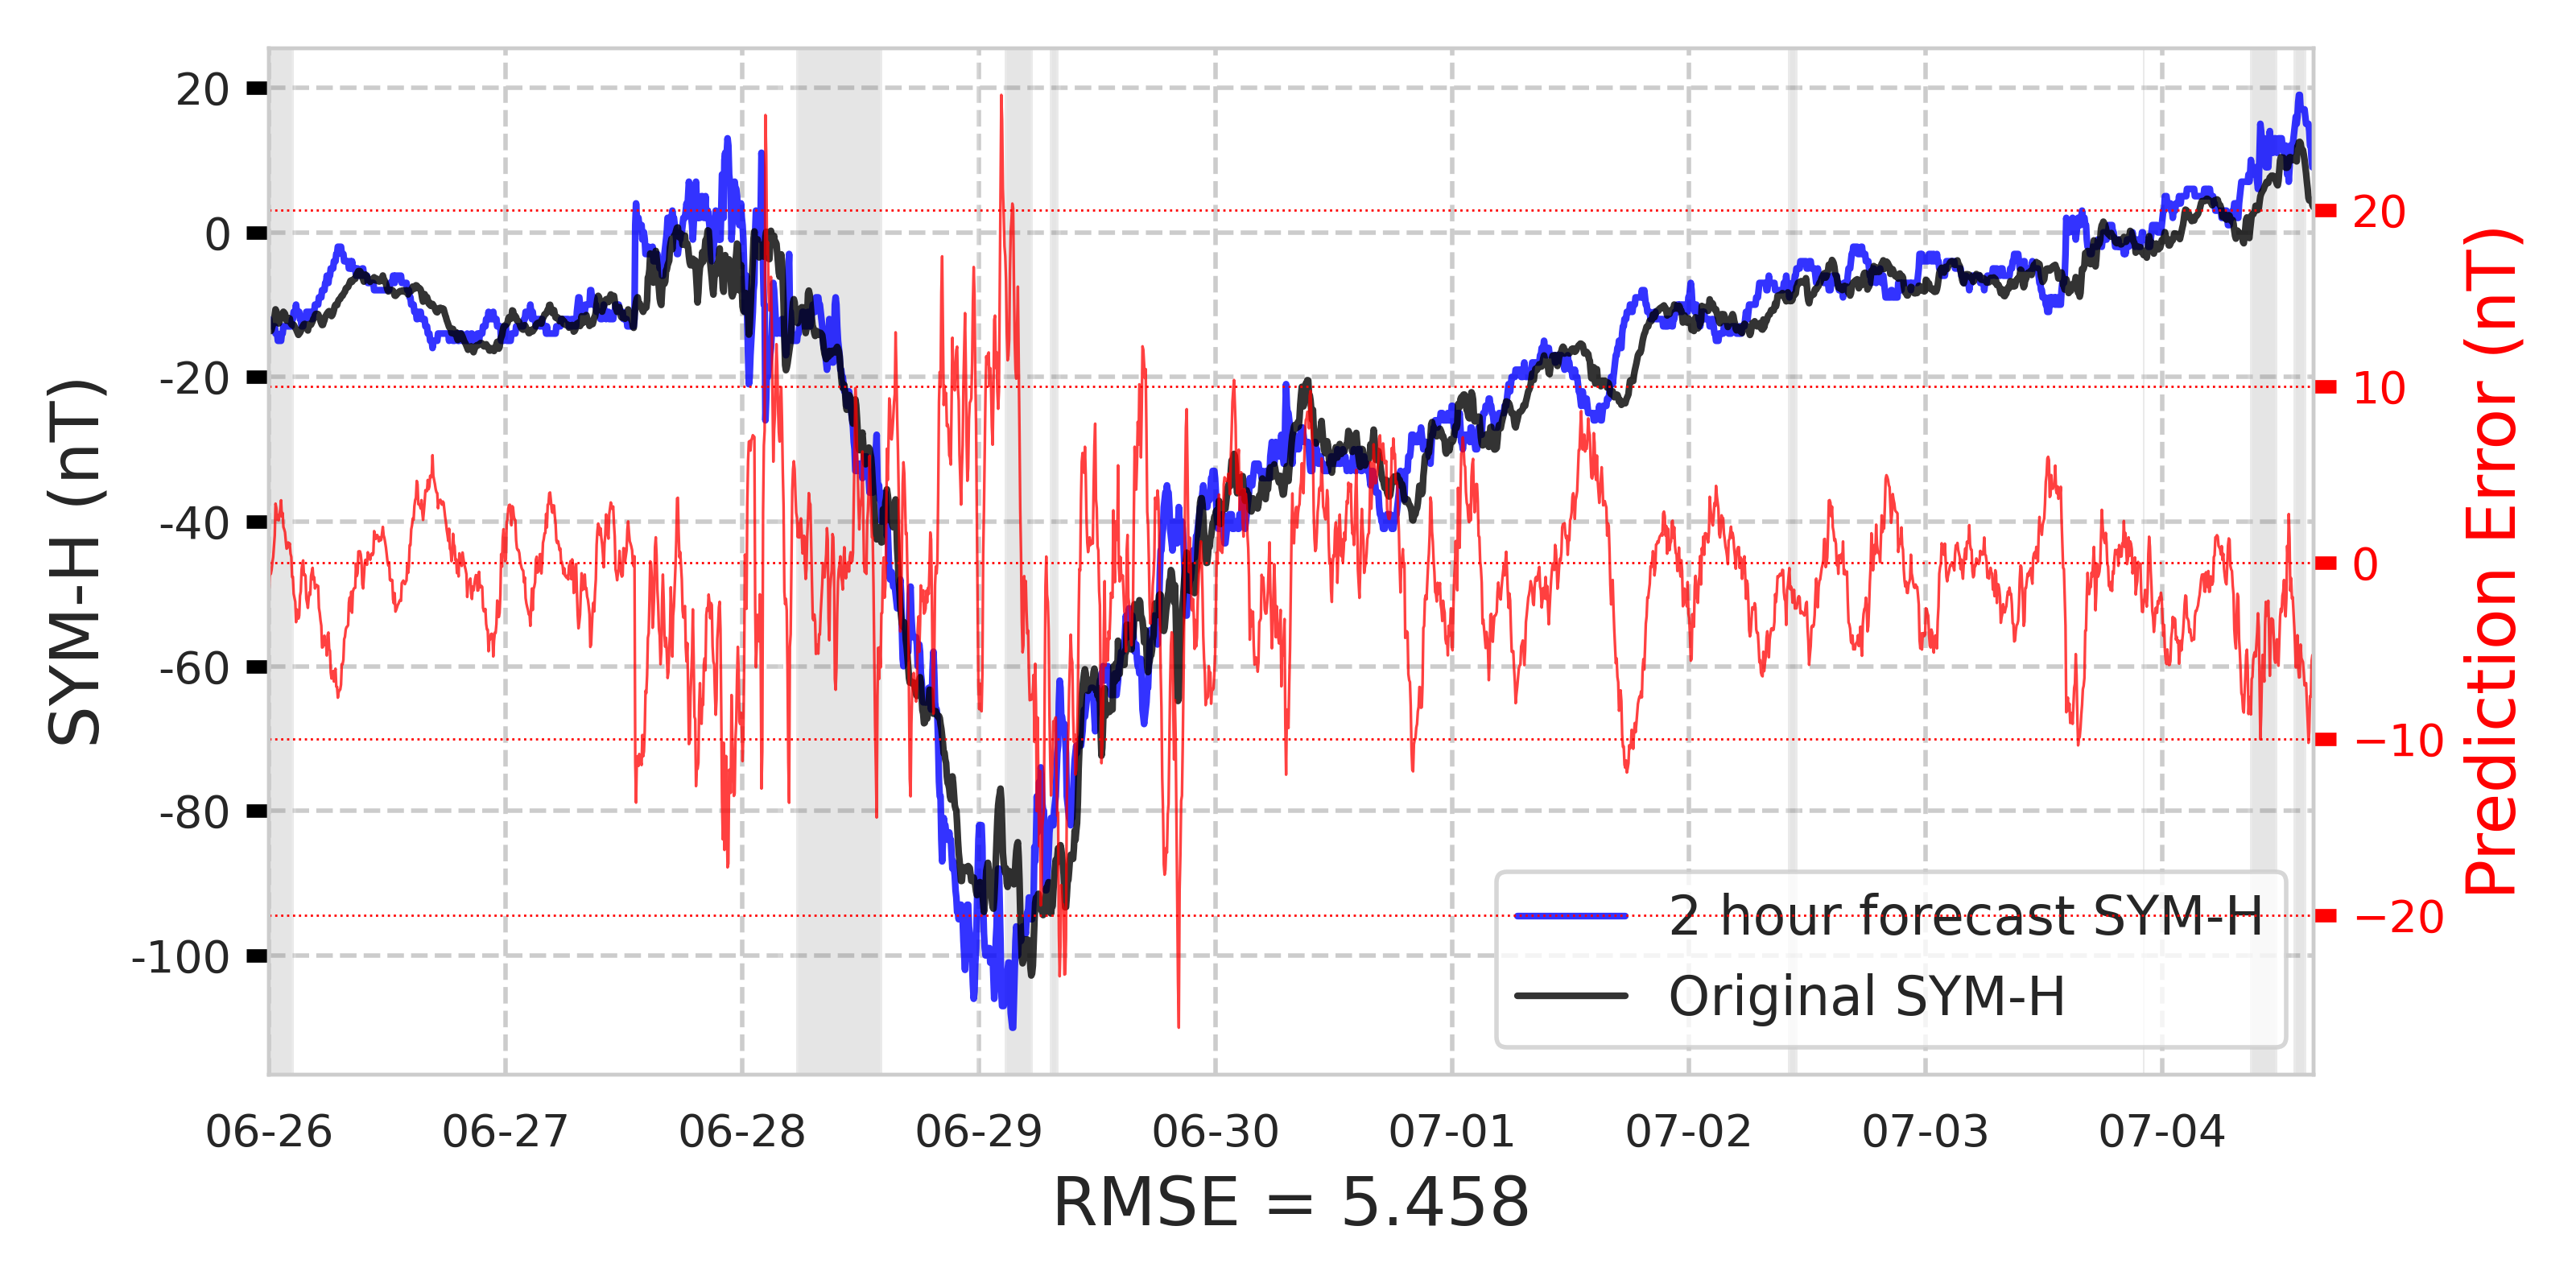 20
0
-20
-40
-60
-80
-100
SYM-H (nT)
20
10
0
−10
−20
Prediction Error (nT)
2 hour forecast SYM-H
Original SYM-H
06-26 06-27 06-28 06-29 06-30 07-01 07-02 07-03 07-04
RMSE = 5.458